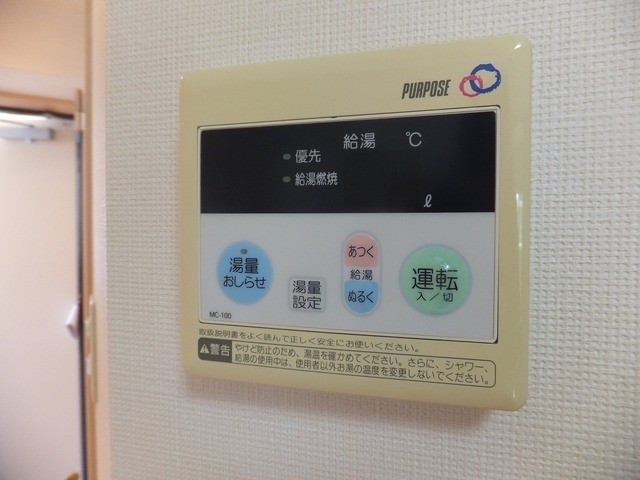 PURPOSE
給湯 ℃
優先
給湯燃焼
ℓ
湯量
おしらせ
湯量
設定
あつく
給湯
ぬるく
運転
入／切
MC-100
取扱説明書をよく読んで正しく安全にお使いください。
警告 やけど防止のため、湯温を確かめてください。さらに、シャワー、
給湯の使用中は、使用者以外お湯の温度を変更しないでください。